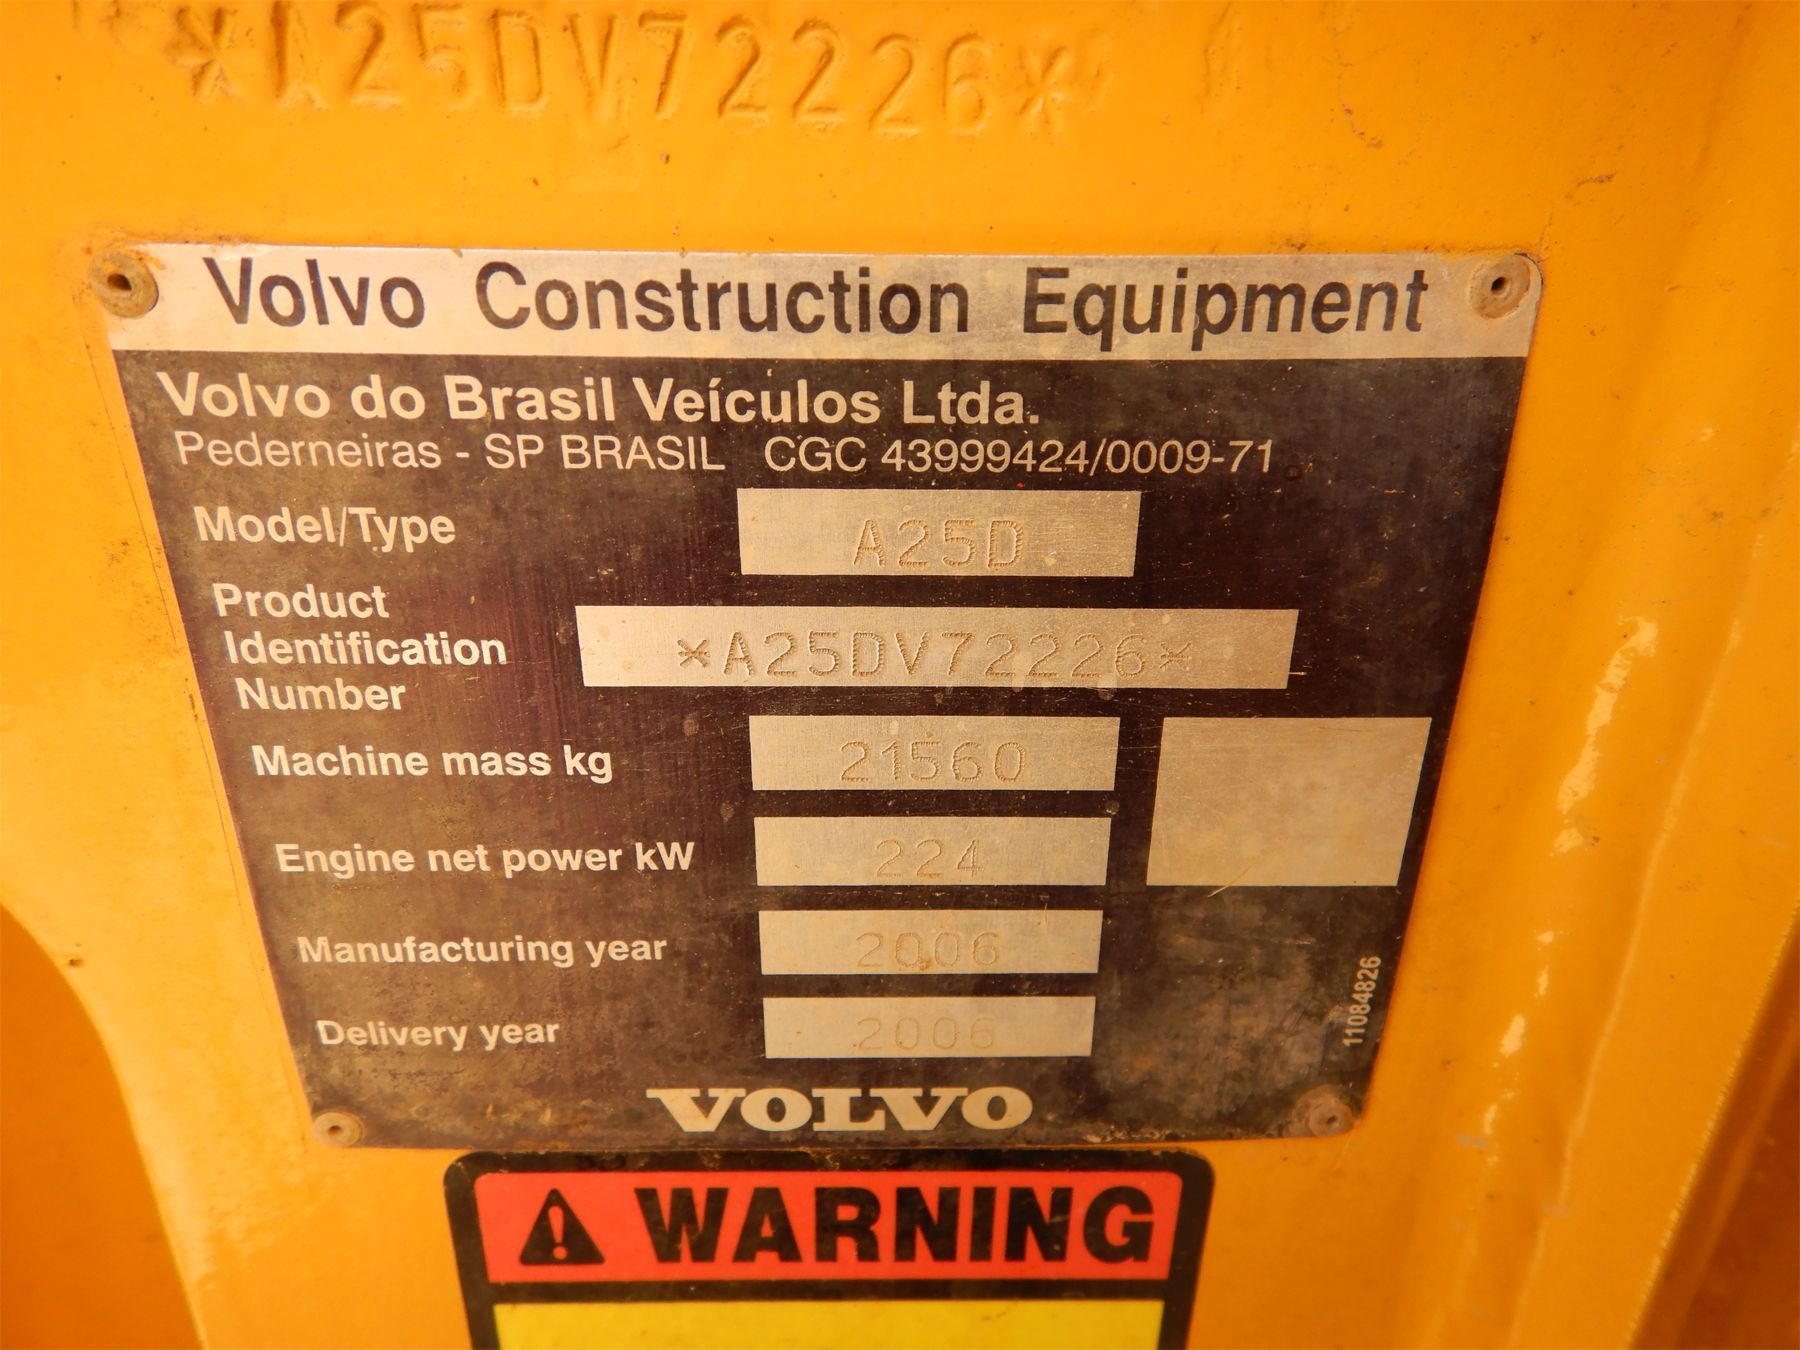 *A25DV72226*
Volvo Construction Equipment
Volvo do Brasil Veículos Ltda.
Pederneiras - SP BRASIL CGC 43999424/0009-71
Model/Type A25D
Product
Identification
Number
*A25DV72226*
Machine mass kg 21560
Engine net power kW 224
Manufacturing year 2006
Delivery year 2006
11084826
VOLVO
WARNING